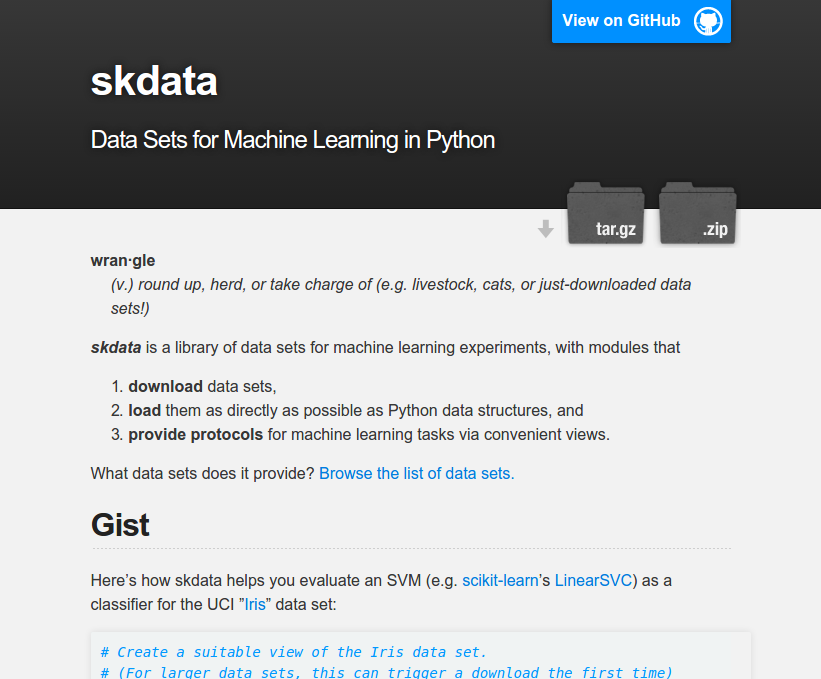 View on GitHub
skdata
Data Sets for Machine Learning in Python
tar.gz
.zip
wran·gle
(v.) round up, herd, or take charge of (e.g. livestock, cats, or just-downloaded data
sets!)
skdata is a library of data sets for machine learning experiments, with modules that
1. download data sets,
2. load them as directly as possible as Python data structures, and
3. provide protocols for machine learning tasks via convenient views.
What data sets does it provide? Browse the list of data sets.
Gist
Here’s how skdata helps you evaluate an SVM (e.g. scikit-learn’s LinearSVC) as a
classifier for the UCI ”Iris” data set:
# Create a suitable view of the Iris data set.
# (For larger data sets, this can trigger a download the first time)